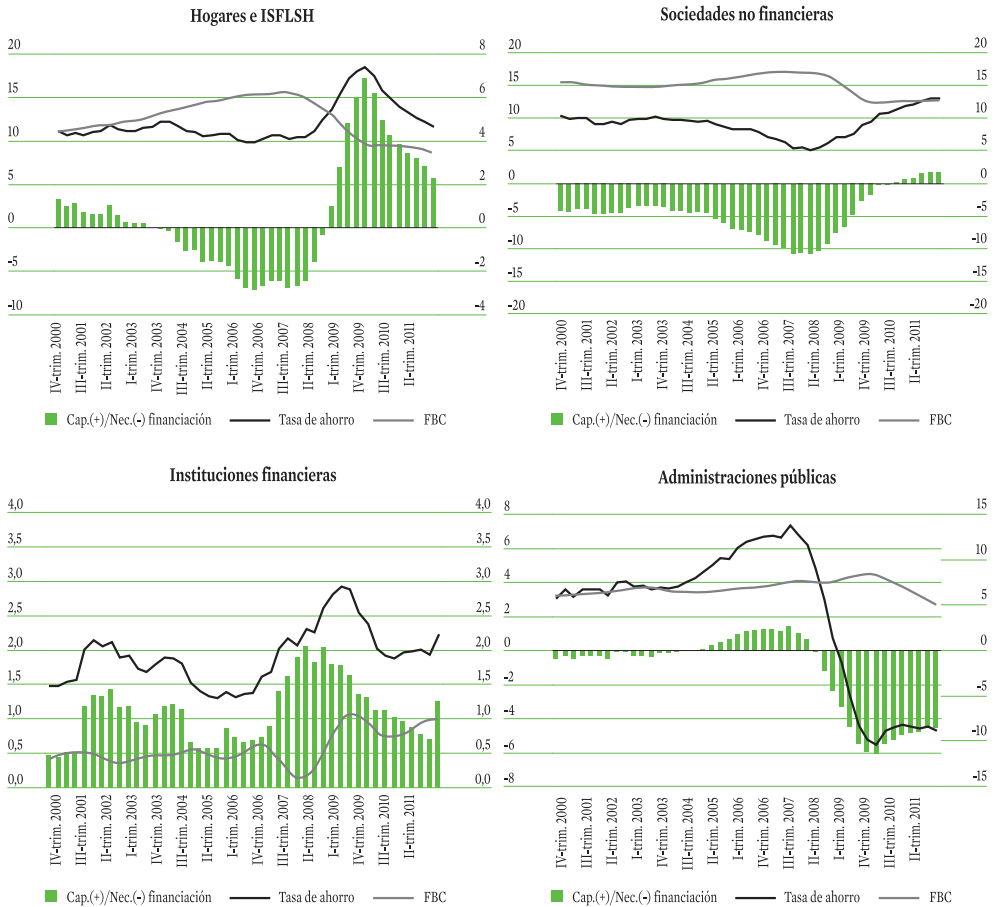 Hogares e ISFLSH
20 8
15 6
10 4
5 2
0 0
-5 -2
-10 -4
IV-trim. 2000
III-trim. 2001
II-trim. 2002
I-trim. 2003
IV-trim. 2003
III-trim. 2004
II-trim. 2005
I-trim. 2006
IV-trim. 2006
III-trim. 2007
II-trim. 2008
I-trim. 2009
IV-trim. 2009
III-trim. 2010
II-trim. 2011
Cap.(+)/Nec.(-) financiación Tasa de ahorro FBC
Sociedades no financieras
20 20
15 15
10 10
5 5
0 0
-5 -5
-10 -10
-15 -15
-20 -20
IV-trim. 2000
III-trim. 2001
II-trim. 2002
I-trim. 2003
IV-trim. 2003
III-trim. 2004
II-trim. 2005
I-trim. 2006
IV-trim. 2006
III-trim. 2007
II-trim. 2008
I-trim. 2009
IV-trim. 2009
III-trim. 2010
II-trim. 2011
Cap.(+)/Nec.(-) financiación Tasa de ahorro FBC
Instituciones financieras
4,0 4,0
3,5 3,5
3,0 3,0
2,5 2,5
2,0 2,0
1,5 1,5
1,0 1,0
0,5 0,5
0,0 0,0
IV-trim. 2000
III-trim. 2001
II-trim. 2002
I-trim. 2003
IV-trim. 2003
III-trim. 2004
II-trim. 2005
I-trim. 2006
IV-trim. 2006
III-trim. 2007
II-trim. 2008
I-trim. 2009
IV-trim. 2009
III-trim. 2010
II-trim. 2011
Cap.(+)/Nec.(-) financiación Tasa de ahorro FBC
Administraciones públicas
8 15
6 10
4 5
2 0
0 -5
-2 -10
-4 -15
-6
-8
IV-trim. 2000
III-trim. 2001
II-trim. 2002
I-trim. 2003
IV-trim. 2003
III-trim. 2004
II-trim. 2005
I-trim. 2006
IV-trim. 2006
III-trim. 2007
II-trim. 2008
I-trim. 2009
IV-trim. 2009
III-trim. 2010
II-trim. 2011
Cap.(+)/Nec.(-) financiación Tasa de ahorro FBC